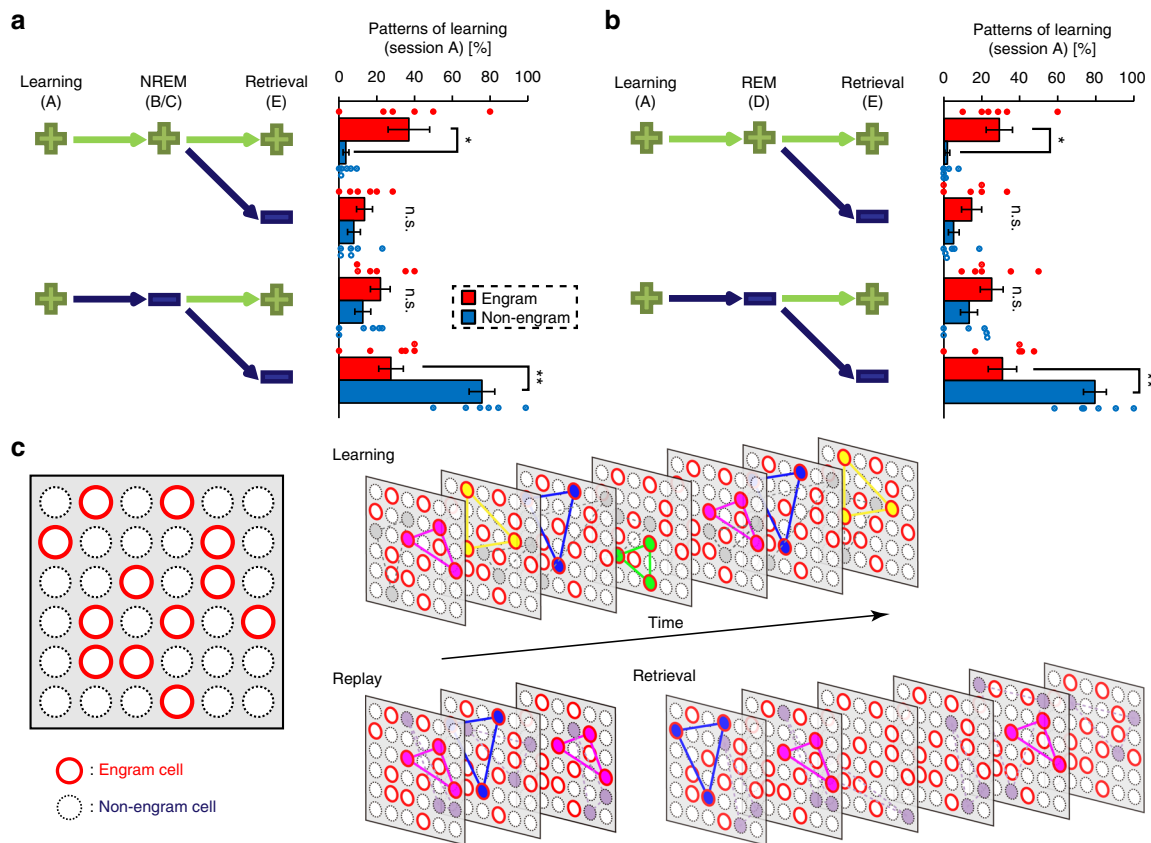 a
Patterns of learning
(session A) [%]
Learning
(A)
NREM
(B/C)
Retrieval
(E)
0 20 40 60 80 100
*
n.s.
n.s.
**
Engram
Non-engram
b
Patterns of learning
(session A) [%]
Learning
(A)
REM
(D)
Retrieval
(E)
0 20 40 60 80 100
*
n.s.
n.s.
**
c
Learning
Time
Replay
Retrieval
: Engram cell
: Non-engram cell